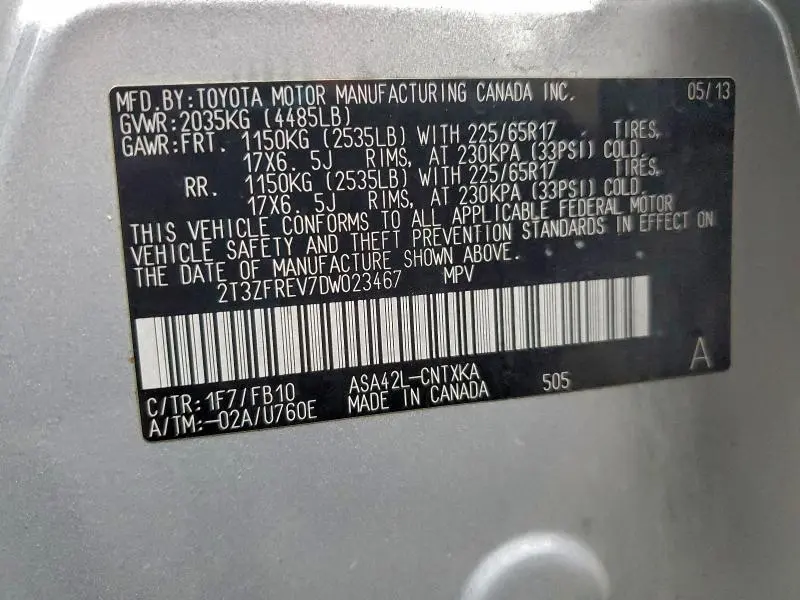 MFD.BY:TOYOTA MOTOR MANUFACTURING CANADA INC. 05/13
GVWR:2035KG (4485LB)
GAWR:FRT. 1150KG (2535LB) WITH 225/65R17 TIRES,
17X6. 5J RIMS, AT 230KPA (33PSI) COLD.
RR. 1150KG (2535LB) WITH 225/65R17 TIRES,
17X6. 5J RIMS, AT 230KPA (33PSI) COLD.
THIS VEHICLE CONFORMS TO ALL APPLICABLE FEDERAL MOTOR
VEHICLE SAFETY AND THEFT PREVENTION STANDARDS IN EFFECT ON
THE DATE OF MANUFACTURE SHOWN ABOVE.
2T3ZFREV7DW023467 MPV
A
C/TR: 1F7/FB10 ASA42L-CNTXKA 505
A/TM:-02A/U760E MADE IN CANADA